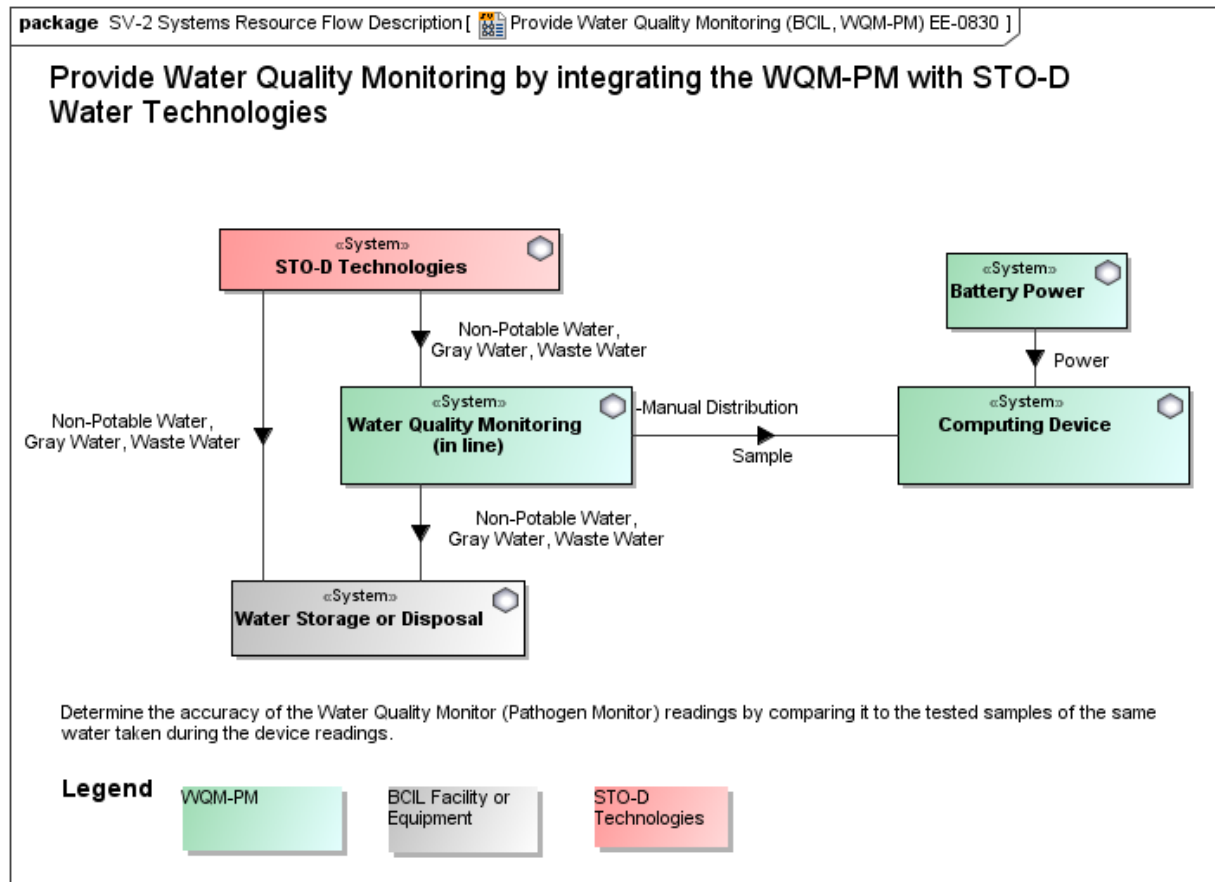 package SV-2 Systems Resource Flow Description [ Provide Water Quality Monitoring (BCIL, WQM-PM) EE-0830 ]
Provide Water Quality Monitoring by integrating the WQM-PM with STO-D
Water Technologies
«System»
STO-D Technologies
«System»
Battery Power
Non-Potable Water,
Gray Water, Waste Water
Power
«System»
Water Quality Monitoring
(in line)
-Manual Distribution
Sample
«System»
Computing Device
Non-Potable Water,
Gray Water, Waste Water
Non-Potable Water,
Gray Water, Waste Water
«System»
Water Storage or Disposal
Determine the accuracy of the Water Quality Monitor (Pathogen Monitor) readings by comparing it to the tested samples of the same
water taken during the device readings.
Legend
WQM-PM
BCIL Facility or
Equipment
STO-D
Technologies